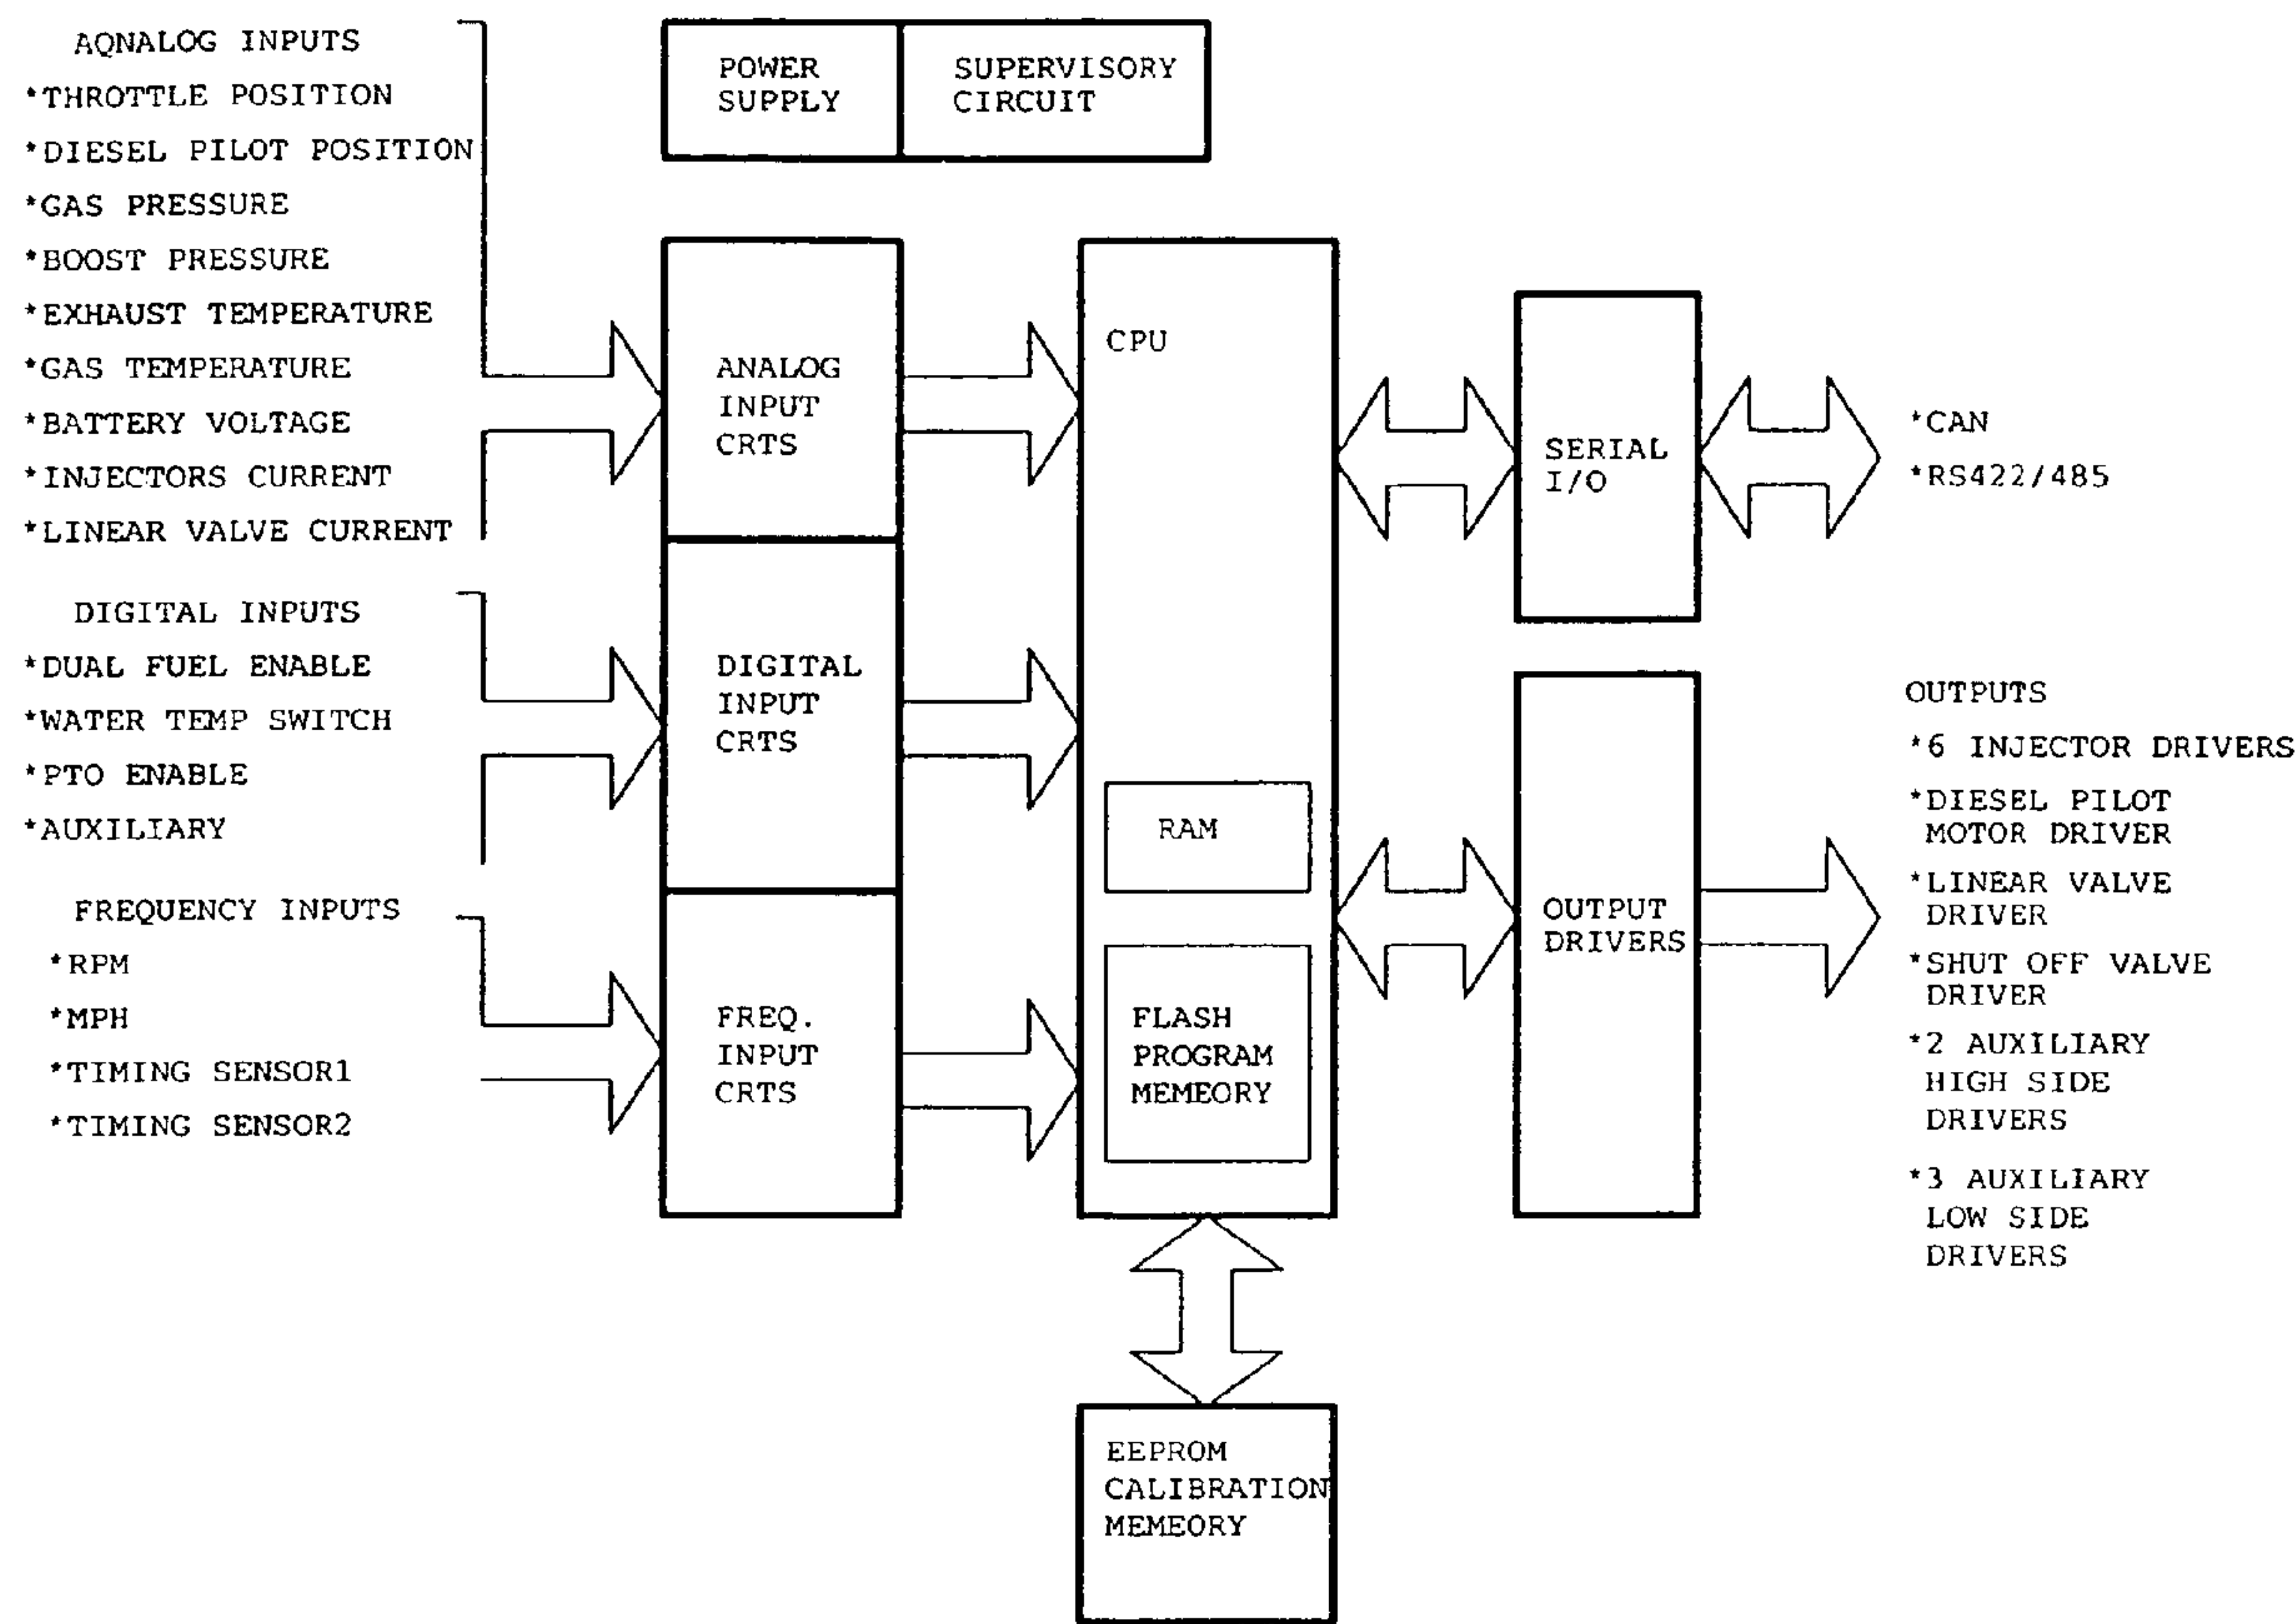 AQNALOG INPUTS
*THROTTLE POSITION
*DIESEL PILOT POSITION
*GAS PRESSURE
*BOOST PRESSURE
*EXHAUST TEMPERATURE
*GAS TEMPERATURE
*BATTERY VOLTAGE
*INJECTORS CURRENT
*LINEAR VALVE CURRENT
DIGITAL INPUTS
*DUAL FUEL ENABLE
*WATER TEMP SWITCH
*PTO ENABLE
*AUXILIARY
FREQUENCY INPUTS
*RPM
*MPH
*TIMING SENSOR1
*TIMING SENSOR2
POWER
SUPPLY
SUPERVISORY
CIRCUIT
ANALOG
INPUT
CRTS
DIGITAL
INPUT
CRTS
FREQ.
INPUT
CRTS
CPU
RAM
FLASH
PROGRAM
MEMEORY
EEPROM
CALIBRATION
MEMEORY
SERIAL
I/O
OUTPUT
DRIVERS
*CAN
*RS422/485
OUTPUTS
*6 INJECTOR DRIVERS
*DIESEL PILOT
MOTOR DRIVER
*LINEAR VALVE
DRIVER
*SHUT OFF VALVE
DRIVER
*2 AUXILIARY
HIGH SIDE
DRIVERS
*3 AUXILIARY
LOW SIDE
DRIVERS